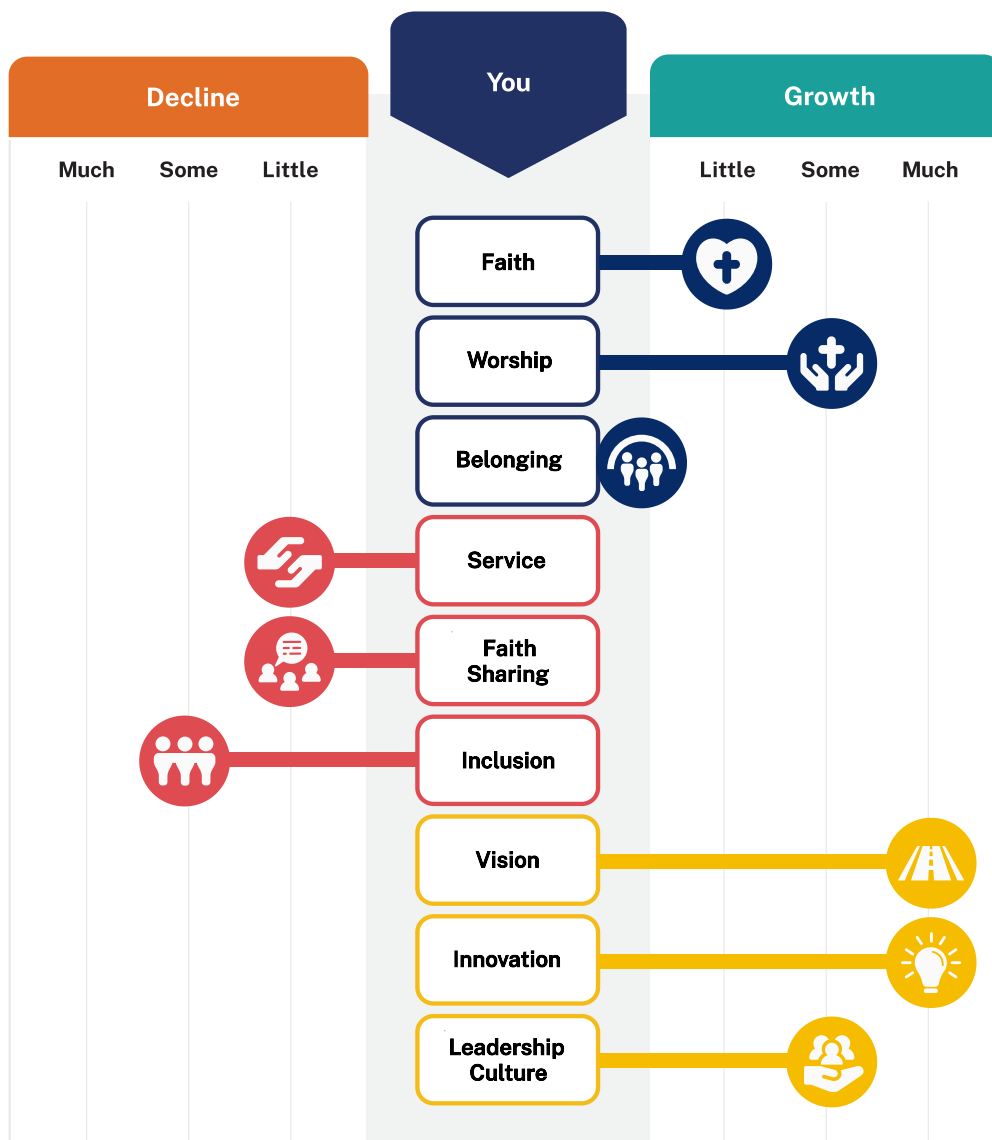 Decline
You
Growth
Much Some Little
Little Some Much
Faith
Worship
Belonging
Service
Faith
Sharing
Inclusion
Vision
Innovation
Leadership
Culture